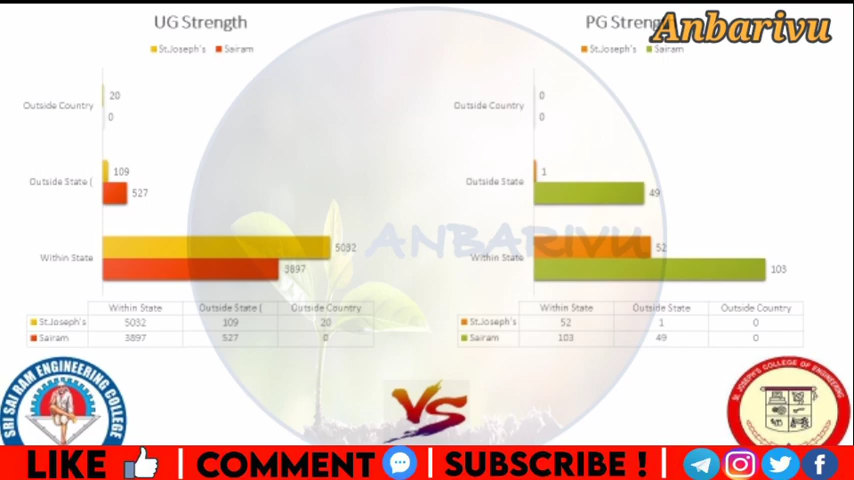 UG Strength
St.Joseph's Sairam
Outside Country 20
0
Outside State ( 109
527
Within State 5032
3897
Within State Outside State ( Outside Country
St.Joseph's 5032 109 20
Sairam 3897 527 0
PG Streng
Anbarivu
St.Joseph's Sairam
Outside Country 0
0
Outside State 1
49
Within State 52
103
Within State Outside State Outside Country
St.Joseph's 52 1 0
Sairam 103 49 0
ANBARIVU
SRI SAI RAM ENGINEERING COLLEGE
VS
ST. JOSEPH'S COLLEGE OF ENGINEERING
LIKE | COMMENT | SUBSCRIBE ! |